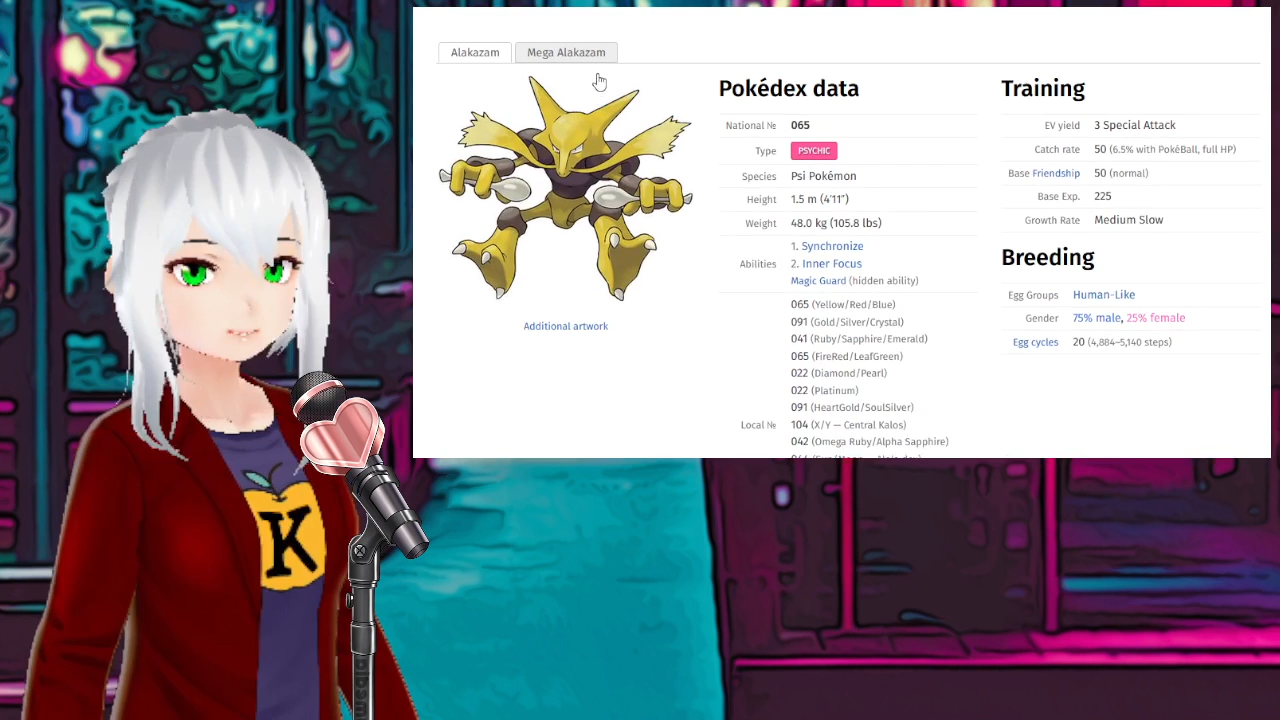 Alakazam
Mega Alakazam
Additional artwork
Pokédex data
National № 065
Type PSYCHIC
Species Psi Pokémon
Height 1.5 m (4′11″)
Weight 48.0 kg (105.8 lbs)
Abilities 1. Synchronize
2. Inner Focus
Magic Guard (hidden ability)
Local № 065 (Yellow/Red/Blue)
091 (Gold/Silver/Crystal)
041 (Ruby/Sapphire/Emerald)
065 (FireRed/LeafGreen)
022 (Diamond/Pearl)
022 (Platinum)
091 (HeartGold/SoulSilver)
104 (X/Y — Central Kalos)
042 (Omega Ruby/Alpha Sapphire)
Training
EV yield 3 Special Attack
Catch rate 50 (6.5% with PokéBall, full HP)
Base Friendship 50 (normal)
Base Exp. 225
Growth Rate Medium Slow
Breeding
Egg Groups Human-Like
Gender 75% male, 25% female
Egg cycles 20 (4,884–5,140 steps)
K